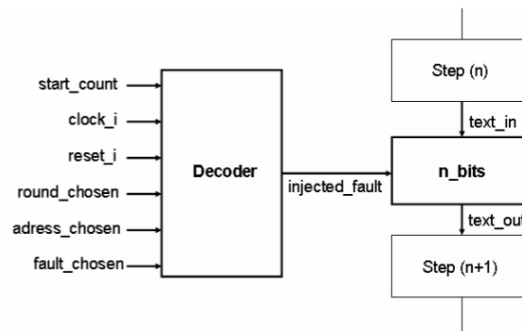 start_count
clock_i
reset_i
round_chosen
adress_chosen
fault_chosen
Decoder
injected_fault
Step (n)
text_in
n_bits
text_out
Step (n+1)